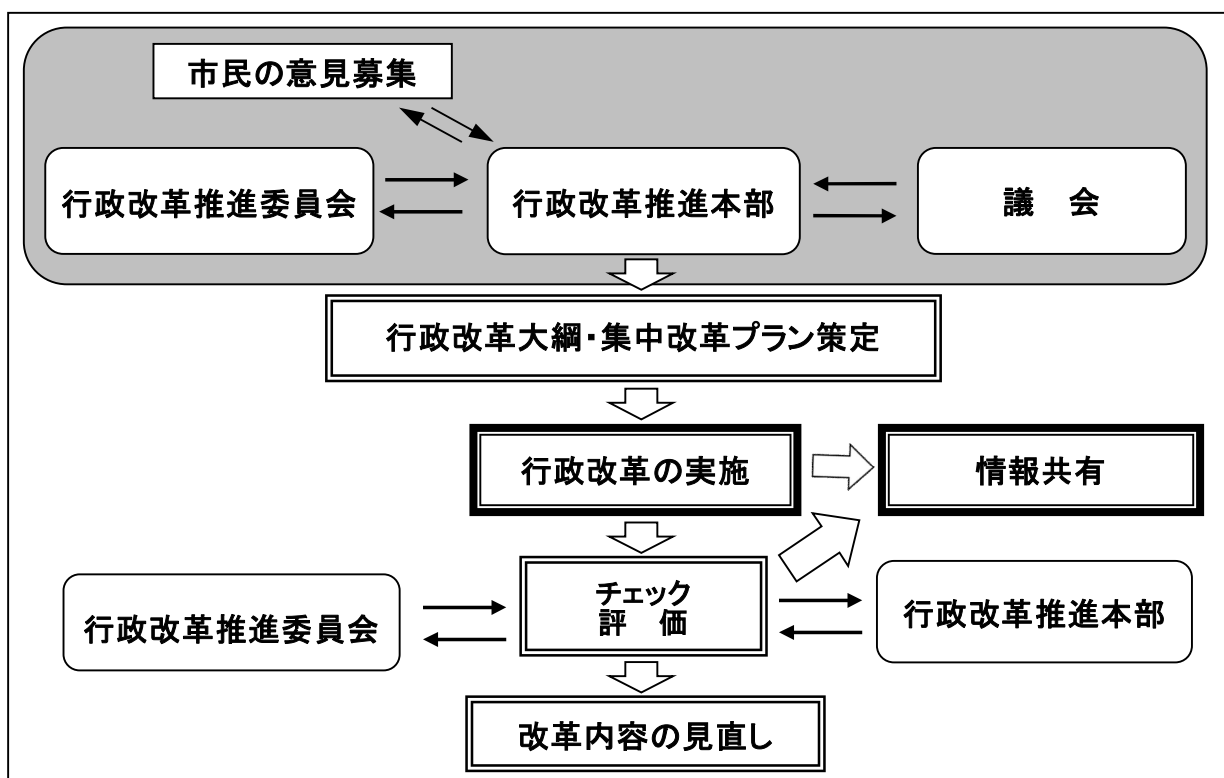 市民の意見募集
行政改革推進委員会
行政改革推進本部
議　会
行政改革大綱・集中改革プラン策定
行政改革の実施
情報共有
チェック
評　価
行政改革推進委員会
行政改革推進本部
改革内容の見直し